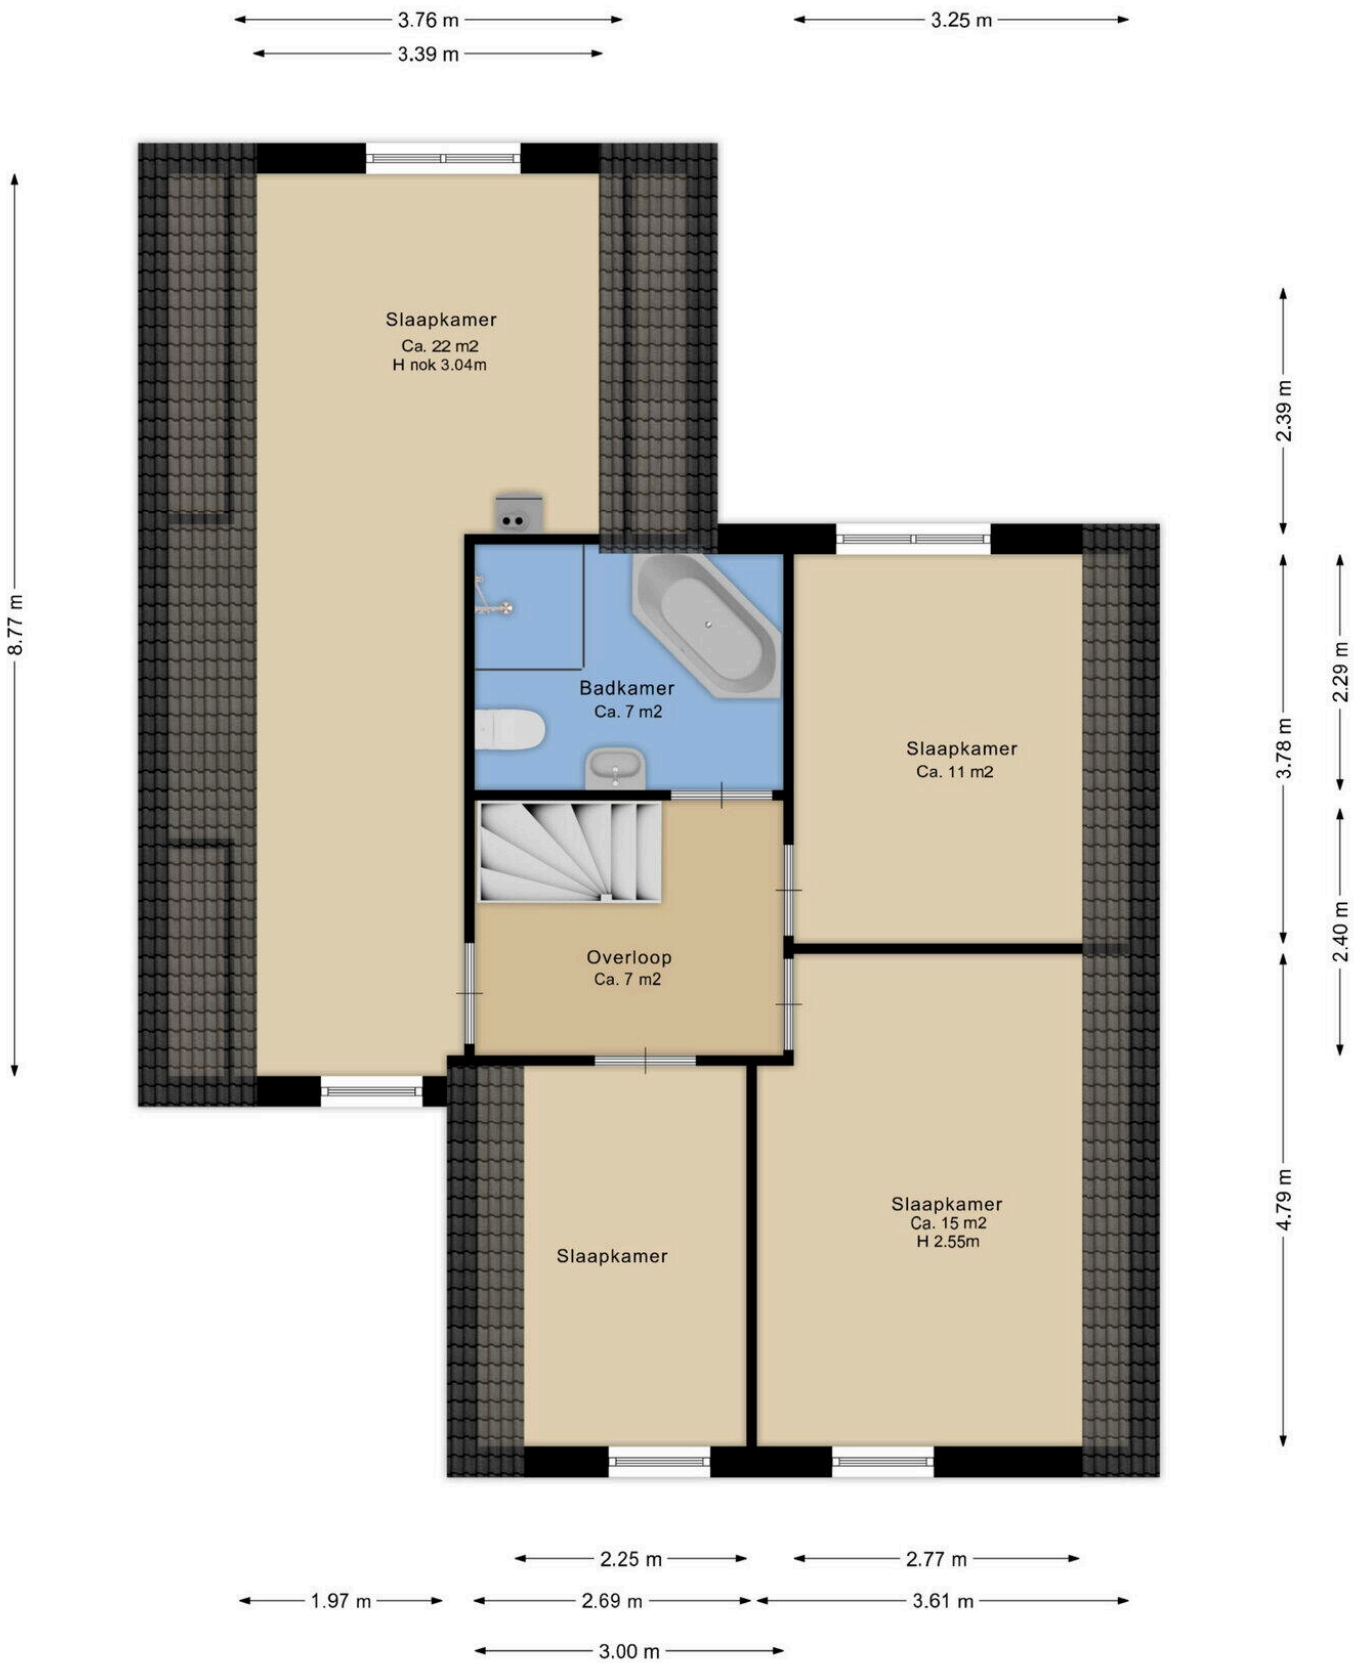 3.76 m
3.25 m
3.39 m
Slaapkamer
Ca. 22 m2
H nok 3.04m
2.39 m
8.77 m
2.29 m
Badkamer
Ca. 7 m2
3.78 m
Slaapkamer
Ca. 11 m2
2.40 m
Overloop
Ca. 7 m2
4.79 m
Slaapkamer
Ca. 15 m2
H 2.55m
Slaapkamer
2.25 m
2.77 m
1.97 m
2.69 m
3.61 m
3.00 m